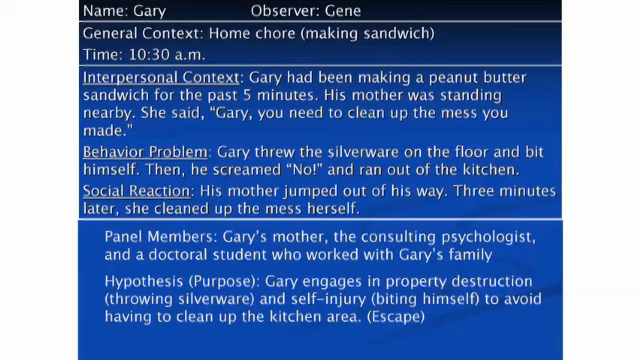 Name: Gary Observer: Gene
General Context: Home chore (making sandwich)
Time: 10:30 a.m.
Interpersonal Context: Gary had been making a peanut butter
sandwich for the past 5 minutes. His mother was standing
nearby. She said, “Gary, you need to clean up the mess you
made.”
Behavior Problem: Gary threw the silverware on the floor and bit
himself. Then, he screamed “No!” and ran out of the kitchen.
Social Reaction: His mother jumped out of his way. Three minutes
later, she cleaned up the mess herself.
Panel Members: Gary’s mother, the consulting psychologist,
and a doctoral student who worked with Gary’s family
Hypothesis (Purpose): Gary engages in property destruction
(throwing silverware) and self-injury (biting himself) to avoid
having to clean up the kitchen area. (Escape)